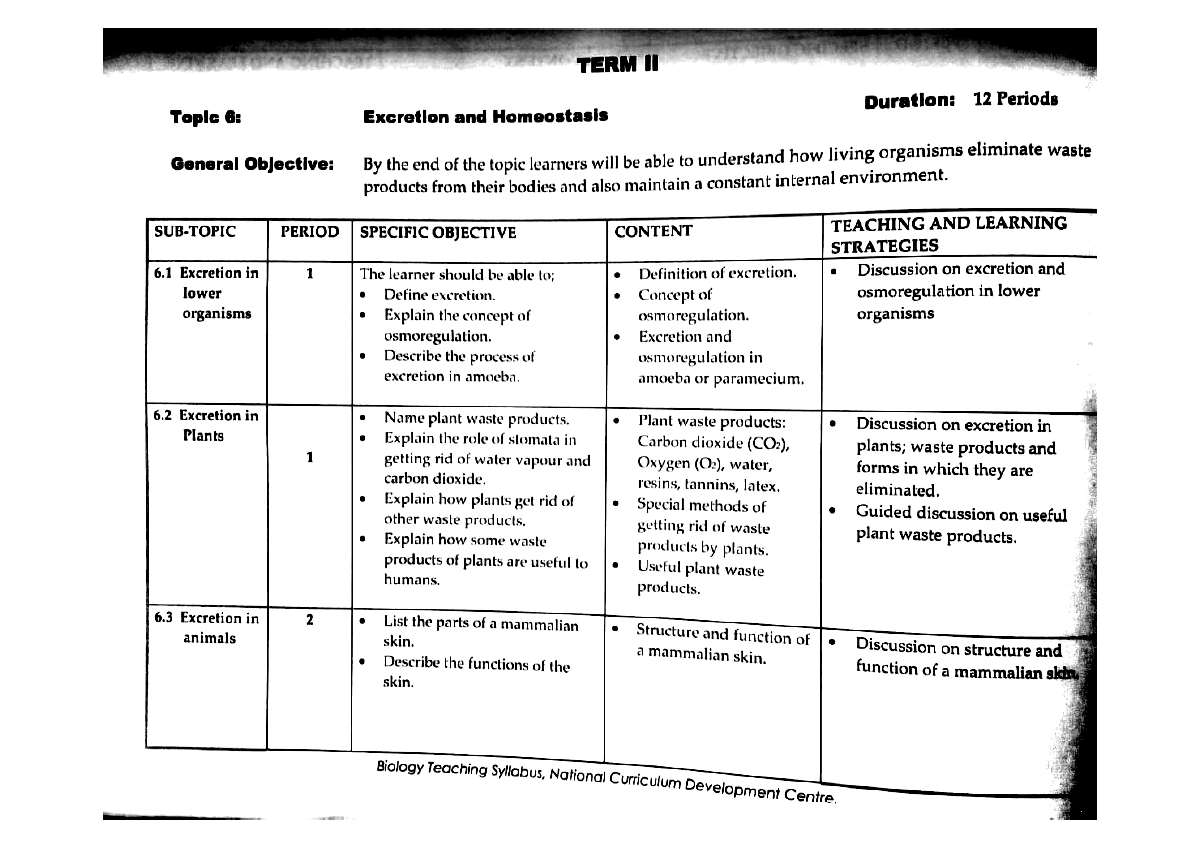 TERM II
Duration: 12 Periods
Topic 6: Excretion and Homeostasis
General Objective: By the end of the topic learners will be able to understand how living organisms eliminate waste
products from their bodies and also maintain a constant internal environment.
SUB-TOPIC
PERIOD
SPECIFIC OBJECTIVE
CONTENT
TEACHING AND LEARNING
STRATEGIES
6.1 Excretion in
lower
organisms
1
The learner should be able to;
• Define excretion.
• Explain the concept of
osmoregulation.
• Describe the process of
excretion in amoeba.
• Definition of excretion.
• Concept of
osmoregulation.
• Excretion and
osmoregulation in
amoeba or paramecium.
• Discussion on excretion and
osmoregulation in lower
organisms
6.2 Excretion in
Plants
1
• Name plant waste products.
• Explain the role of stomata in
getting rid of water vapour and
carbon dioxide.
• Explain how plants get rid of
other waste products.
• Explain how some waste
products of plants are useful to
humans.
• Plant waste products:
Carbon dioxide (CO₂),
Oxygen (O₂), water,
resins, tannins, latex.
• Special methods of
getting rid of waste
products by plants.
• Useful plant waste
products.
• Discussion on excretion in
plants; waste products and
forms in which they are
eliminated.
• Guided discussion on useful
plant waste products.
6.3 Excretion in
animals
2
• List the parts of a mammalian
skin.
• Describe the functions of the
skin.
• Structure and function of
a mammalian skin.
• Discussion on structure and
function of a mammalian skin.
Biology Teaching Syllabus, National Curriculum Development Centre.